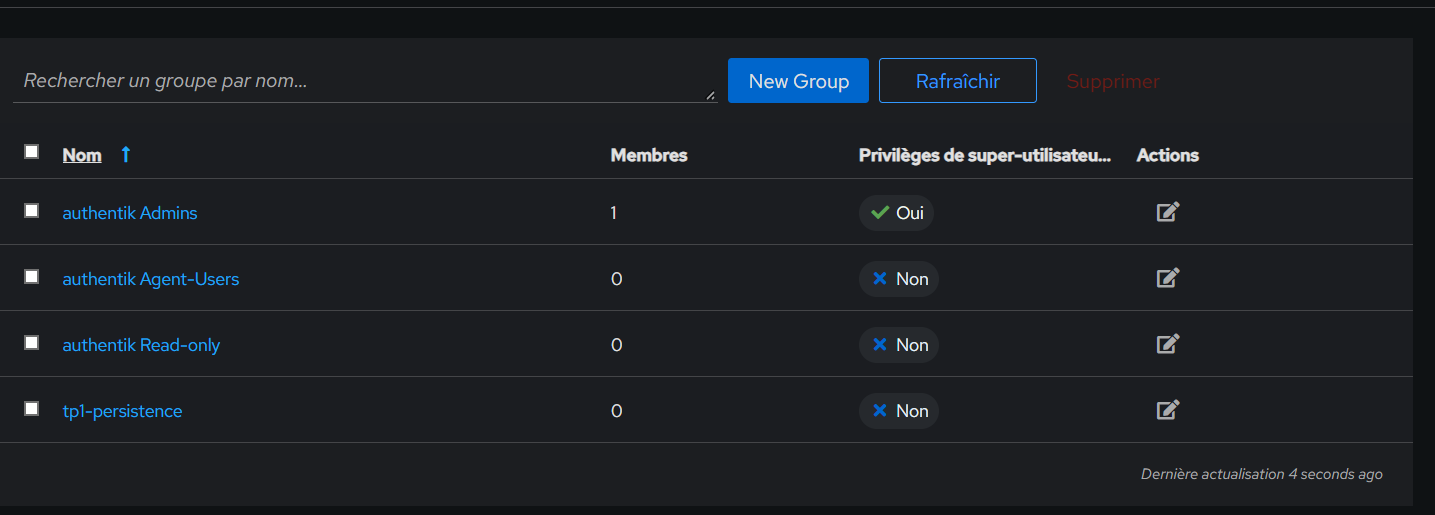 Rechercher un groupe par nom...
New Group
Rafraîchir
Supprimer
Nom
Membres
Privilèges de super-utilisateu...
Actions
authentik Admins
1
Oui
authentik Agent-Users
0
Non
authentik Read-only
0
Non
tp1-persistence
0
Non
Dernière actualisation 4 seconds ago